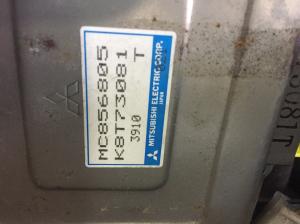 MC856805
K8T73081
3910 T
MITSUBISHI ELECTRIC CORP.
JAPAN